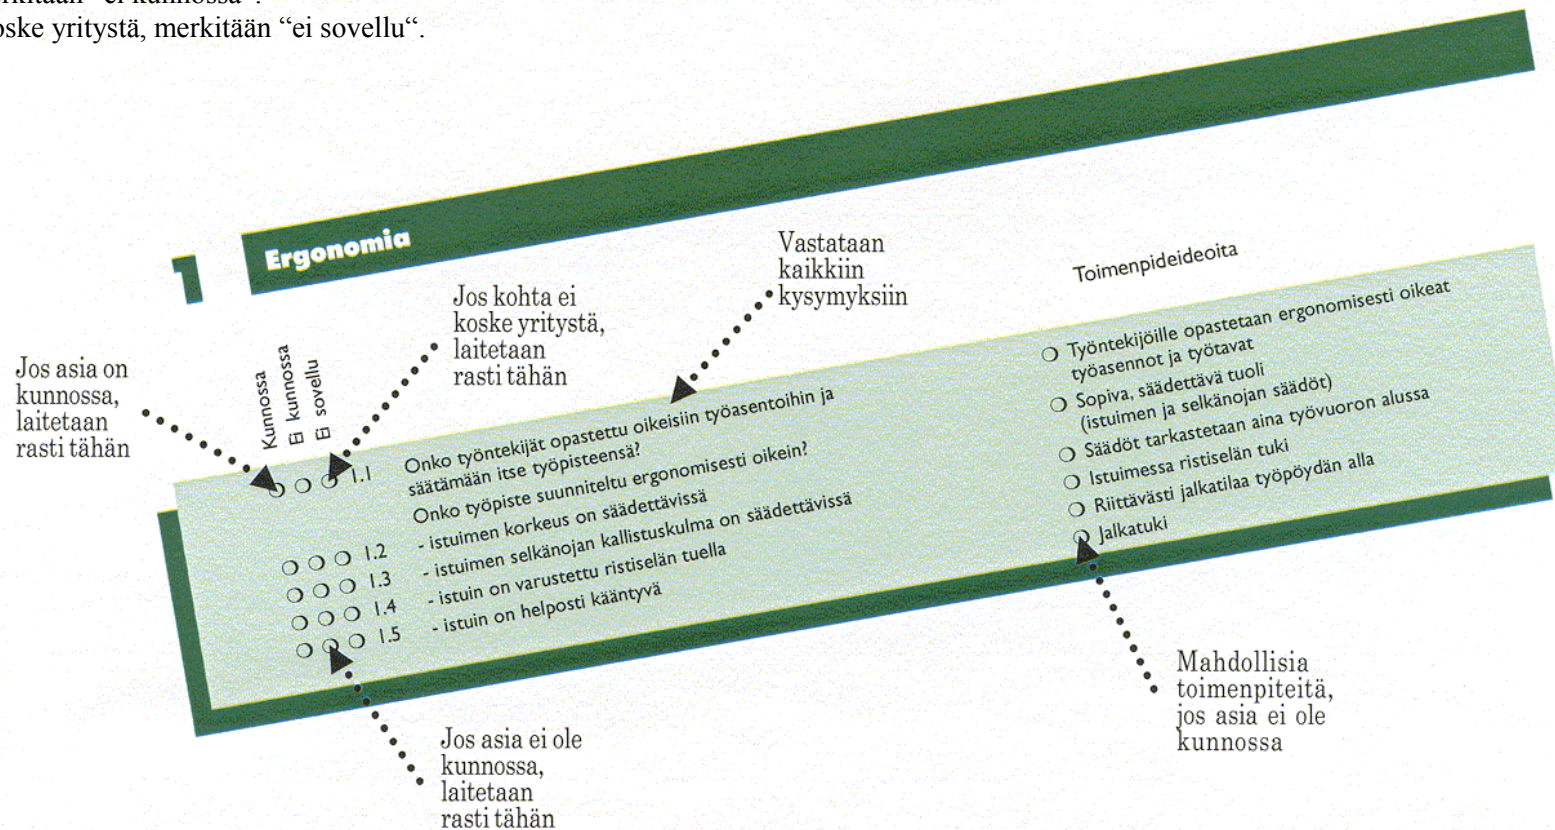 "ei kunnossa".
yritystä, merkitään “ei sovellu“.
1 Ergonomia
Jos asia on
kunnossa,
laitetaan
rasti tähän
Kunnossa
Ei kunnossa
Ei sovellu
Jos kohta ei
koske yritystä,
laitetaan
rasti tähän
Vastataan
kaikkiin
kysymyksiin
Toimenpideideoita
1.1 Onko työntekijät opastettu oikeisiin työasentoihin ja
säätämään itse työpisteensä?
Onko työpiste suunniteltu ergonomisesti oikein?
1.2 - istuimen korkeus on säädettävissä
1.3 - istuimen selkänojan kallistuskulma on säädettävissä
1.4 - istuin on varustettu ristiselän tuella
1.5 - istuin on helposti kääntyvä
Työntekijöille opastetaan ergonomisesti oikeat
työasennot ja työtavat
Sopiva, säädettävä tuoli
(istuimen ja selkänojan säädöt)
Säädöt tarkastetaan aina työvuoron alussa
Istuimessa ristiselän tuki
Riittävästi jalkatilaa työpöydän alla
Jalkatuki
Jos asia ei ole
kunnossa,
laitetaan
rasti tähän
Mahdollisia
toimenpiteitä,
jos asia ei ole
kunnossa